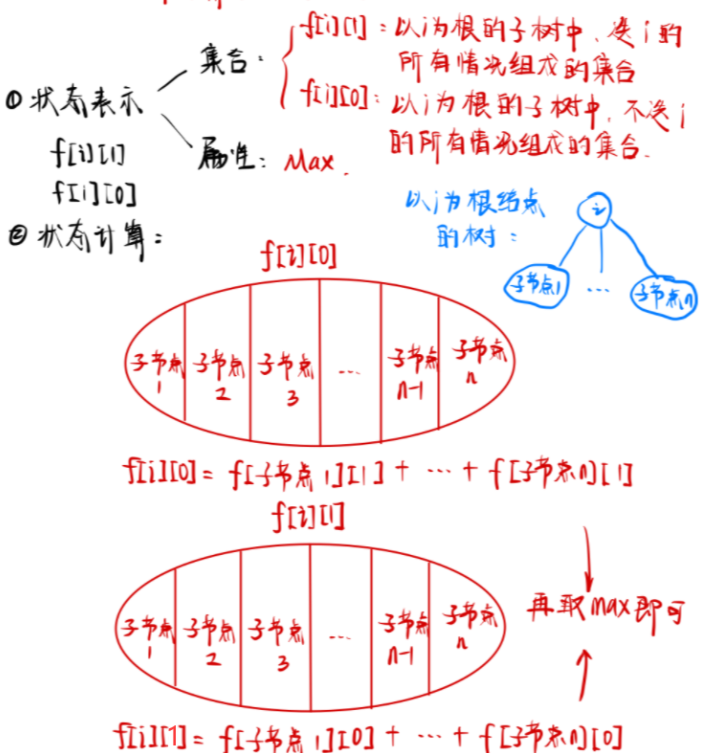 集合：
f[i][1]：以i为根的子树中，选i的
所有情况组成的集合
f[i][0]：以i为根的子树中，不选i
的所有情况组成的集合.
① 状态表示
f[i][1]
f[i][0]
属性：Max.
② 状态计算：
以i为根结点
的树：
i
子节点1 … 子节点n
f[i][0]
子节点1 子节点2 子节点3 … 子节点n-1 子节点n
f[i][0] = f[子节点1][1] + … + f[子节点n][1]
f[i][1]
子节点1 子节点2 子节点3 … 子节点n-1 子节点n
再取max即可
f[i][1] = f[子节点1][0] + … + f[子节点n][0]